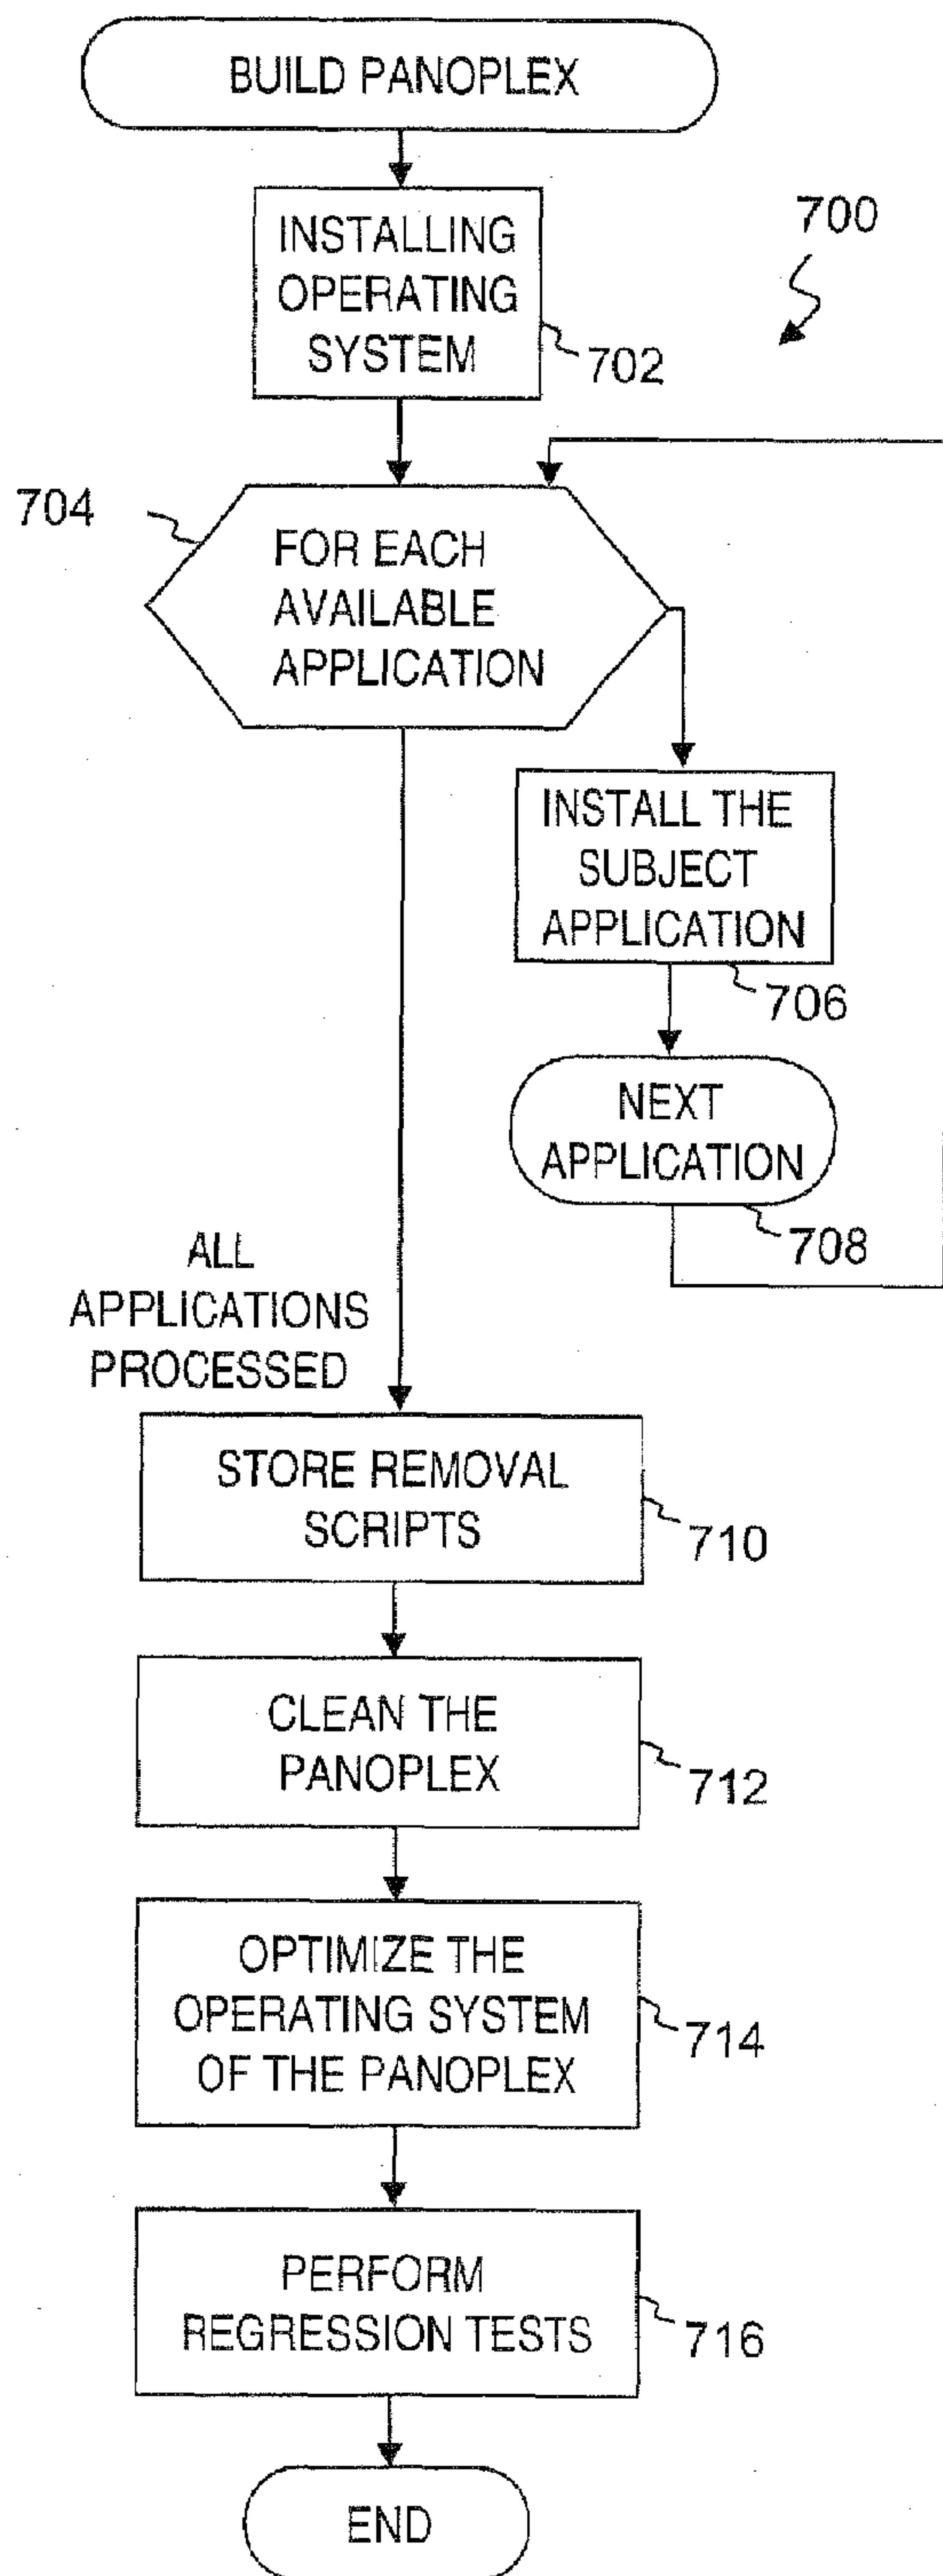 BUILD PANOPLEX
INSTALLING
OPERATING
SYSTEM
702
700
704
FOR EACH
AVAILABLE
APPLICATION
INSTALL THE
SUBJECT
APPLICATION
706
NEXT
APPLICATION
708
ALL
APPLICATIONS
PROCESSED
STORE REMOVAL
SCRIPTS
710
CLEAN THE
PANOPLEX
712
OPTIMIZE THE
OPERATING SYSTEM
OF THE PANOPLEX
714
PERFORM
REGRESSION TESTS
716
END